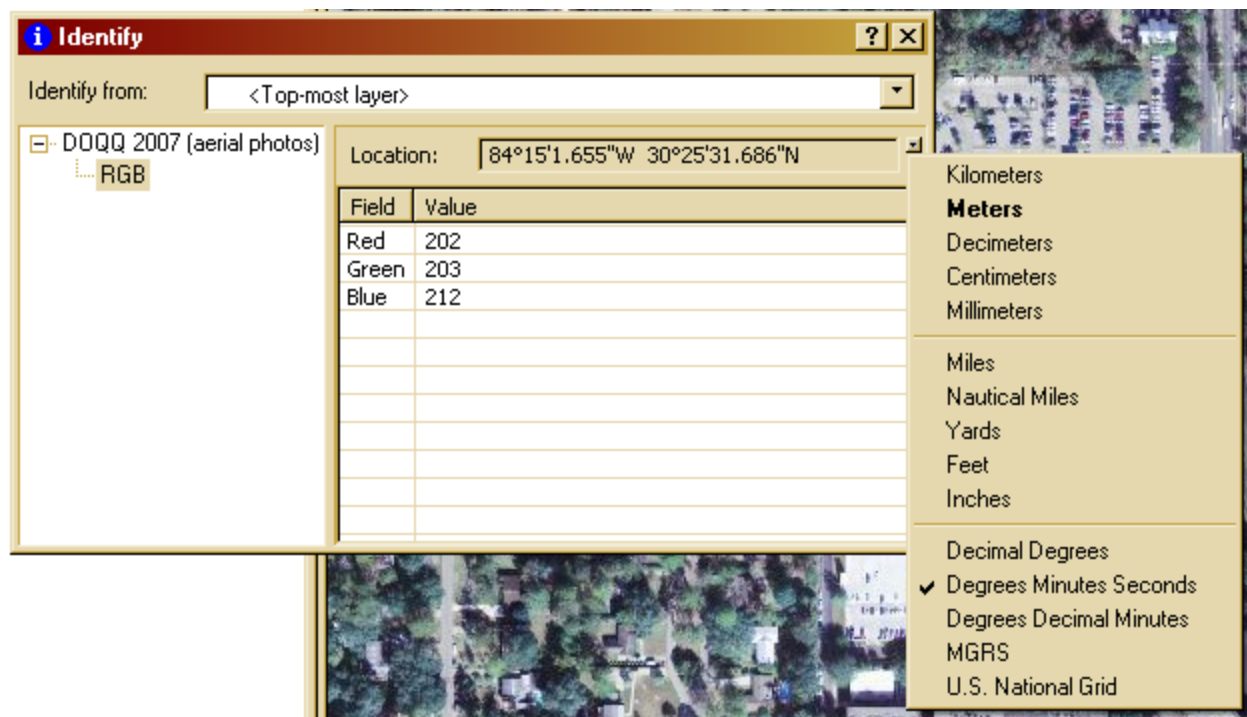 i Identify ? ×
Identify from: <Top-most layer>
DOQQ 2007 (aerial photos)
RGB
Location: 84°15'1.655"W 30°25'31.686"N
Field Value
Red 202
Green 203
Blue 212
Kilometers
Meters
Decimeters
Centimeters
Millimeters
Miles
Nautical Miles
Yards
Feet
Inches
Decimal Degrees
✓ Degrees Minutes Seconds
Degrees Decimal Minutes
MGRS
U.S. National Grid